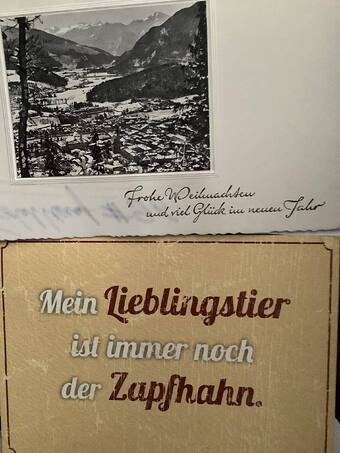 Frohe Weihnachten
und viel Glück im neuen Jahr
Mein Lieblingstier
ist immer noch
der Zapfhahn.